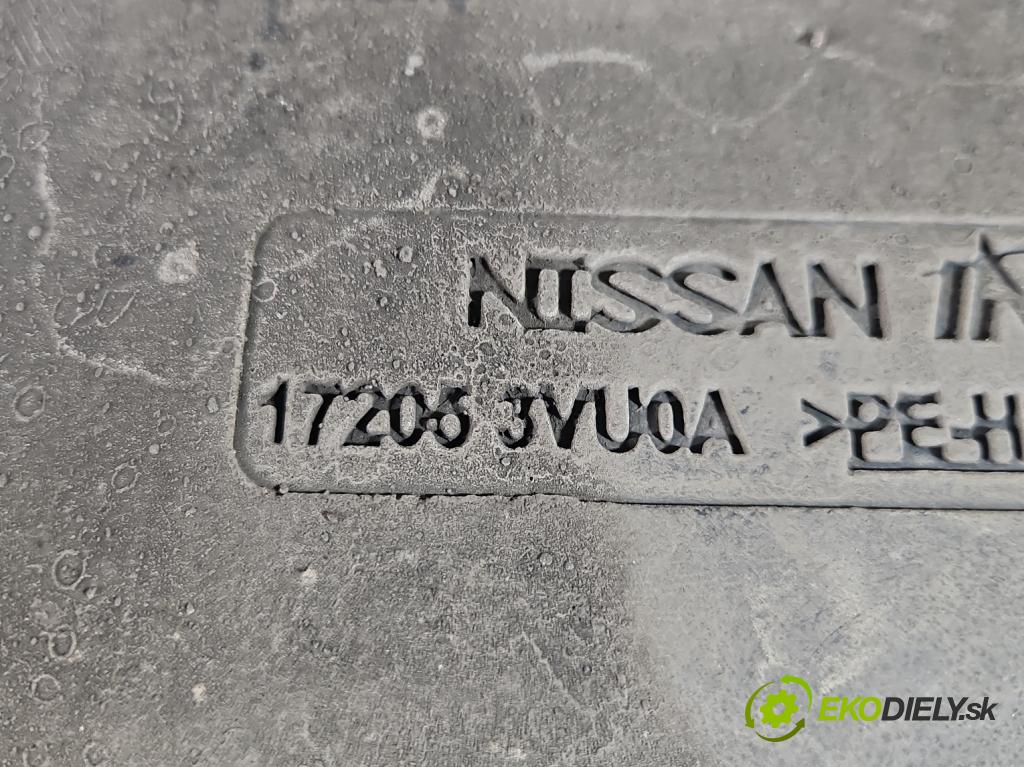 NISSAN
17205 3VU0A >PE-H
EKODIELY.sk